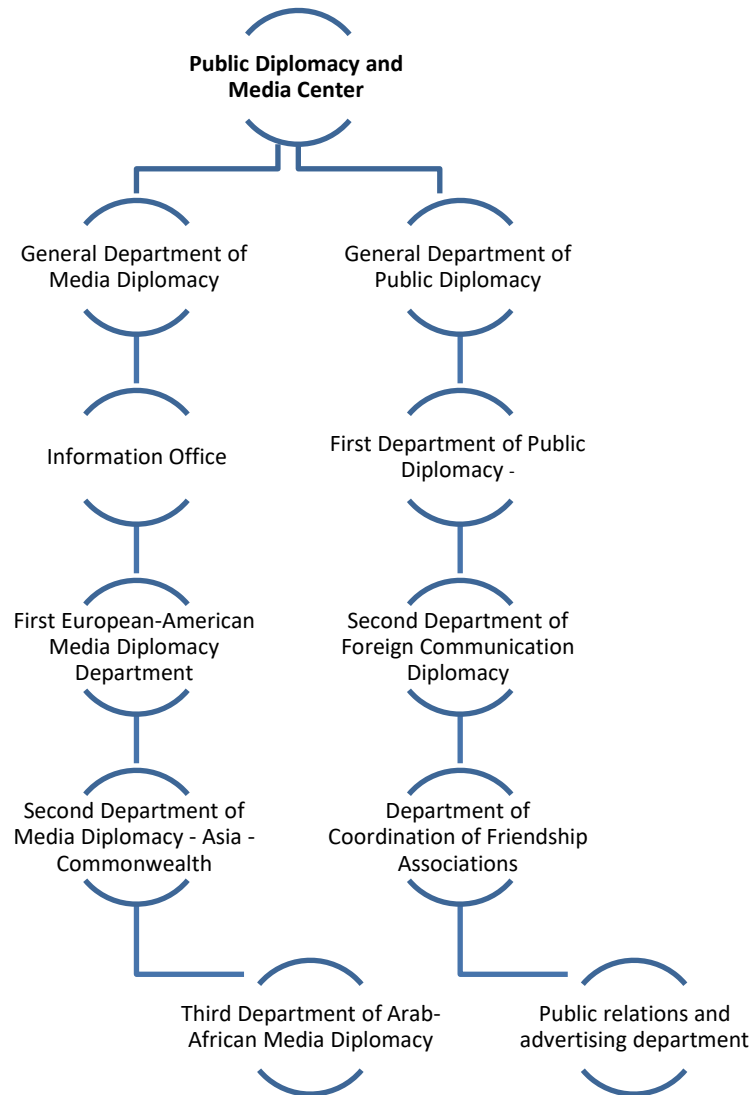 Public Diplomacy and
Media Center
General Department of
Media Diplomacy
General Department of
Public Diplomacy
Information Office
First Department of Public
Diplomacy -
First European-American
Media Diplomacy
Department
Second Department of
Foreign Communication
Diplomacy
Second Department of
Media Diplomacy - Asia -
Commonwealth
Department of
Coordination of Friendship
Associations
Third Department of Arab-
African Media Diplomacy
Public relations and
advertising department